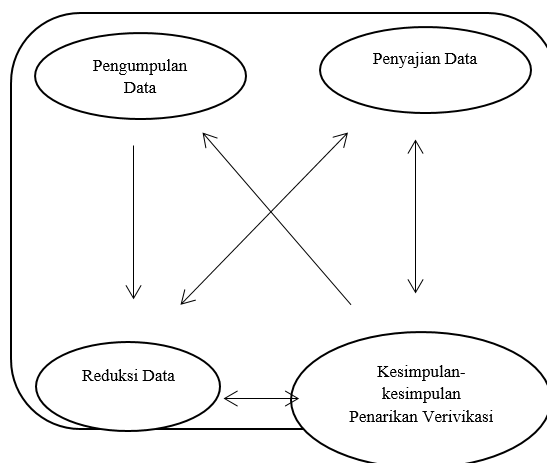 Pengumpulan
Data
Penyajian Data
Reduksi Data
Kesimpulan-
kesimpulan
Penarikan Verivikasi